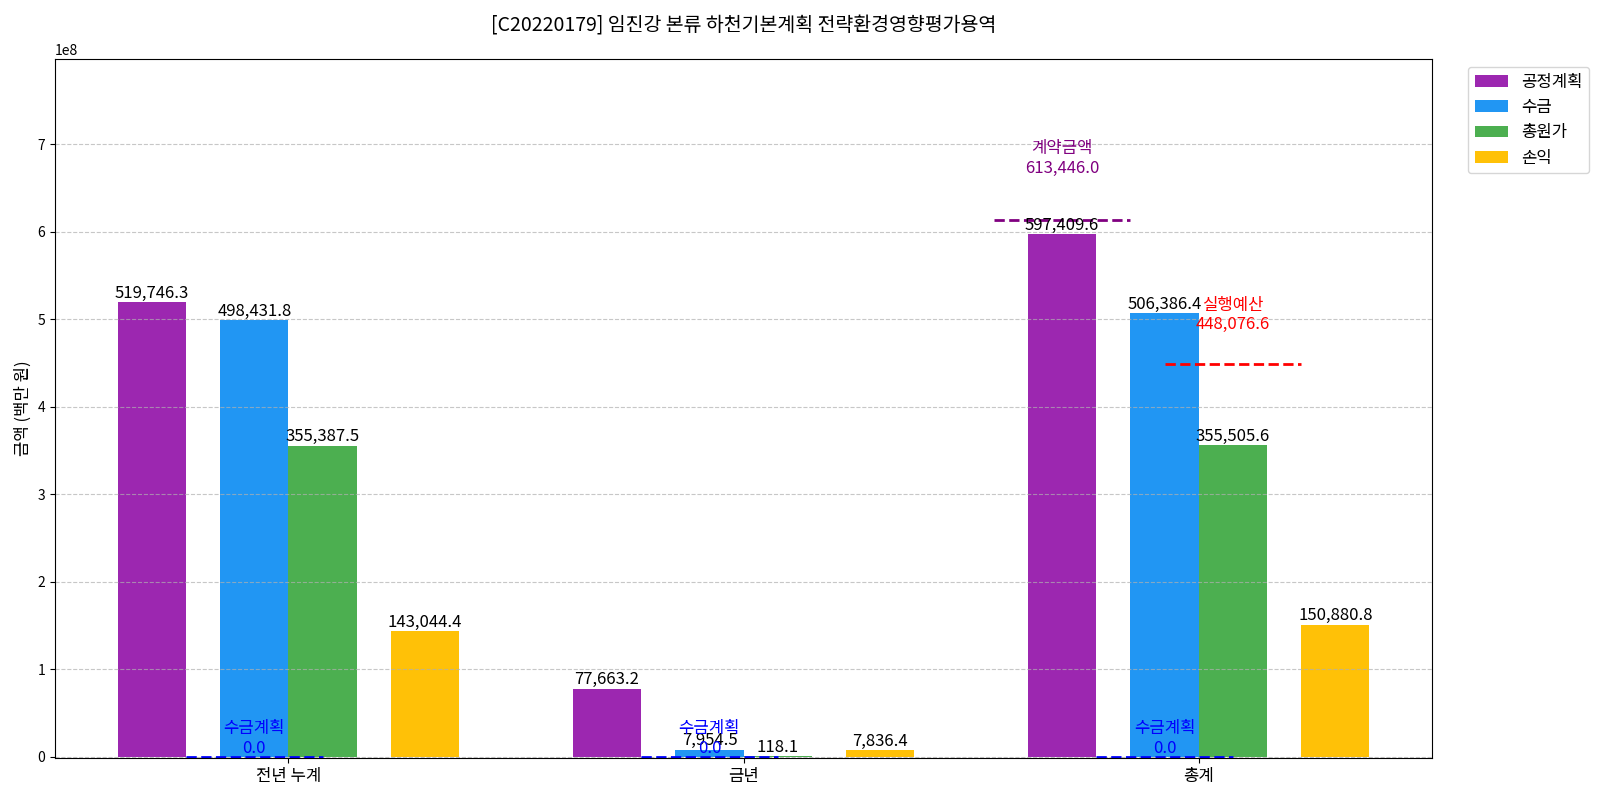 [C20220179] 임진강 본류 하천기본계획 전략환경영향평가용역
1e8
공정계획
수금
총원가
손익
금액 (백만 원)
7
6
5
4
3
2
1
0
계약금액
613,446.0
597,409.6
519,746.3
498,431.8
506,386.4
실행예산
448,076.6
355,387.5
355,505.6
143,044.4
150,880.8
77,663.2
수금계획
0.0
수금계획
7,954.5
0.0
118.1
7,836.4
수금계획
0.0
전년 누계
금년
총계